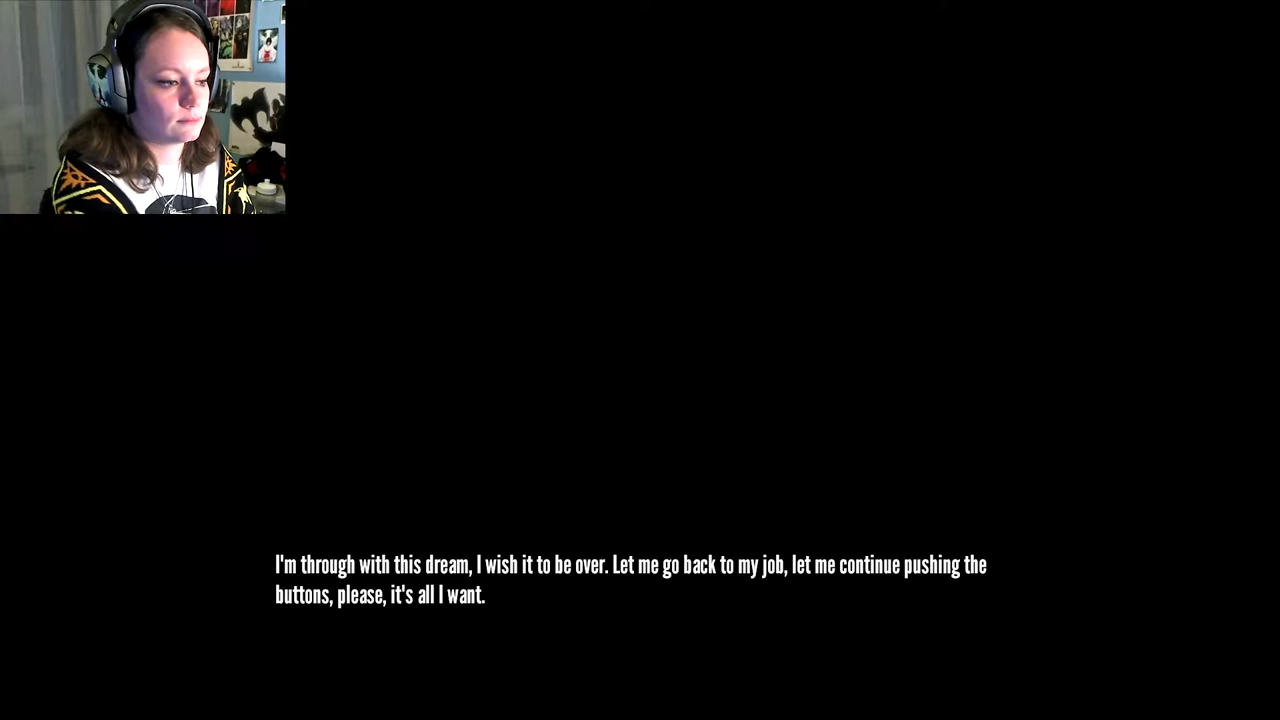 I'm through with this dream, I wish it to be over. Let me go back to my job, let me continue pushing the
buttons, please, it's all I want.